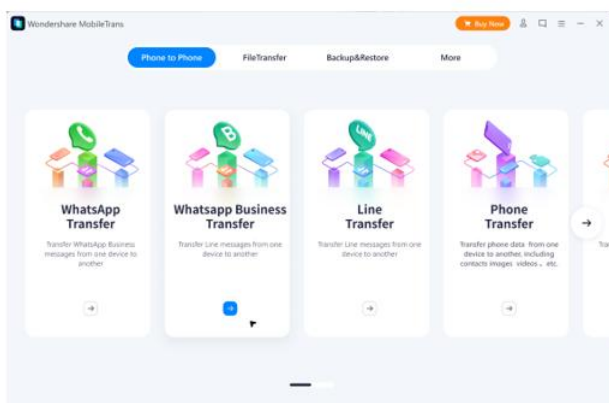 Wondershare MobileTrans
Buy Now
Phone to Phone
FileTransfer
Backup&Restore
More
WhatsApp
Transfer
Transfer WhatsApp Business
messages from one device to
another
B
Whatsapp Business
Transfer
Transfer Line messages from one
device to another
LINE
Line
Transfer
Transfer Line messages from one
device to another
Phone
Transfer
Transfer phone data from one
device to another, including
contacts images videos 。 etc.